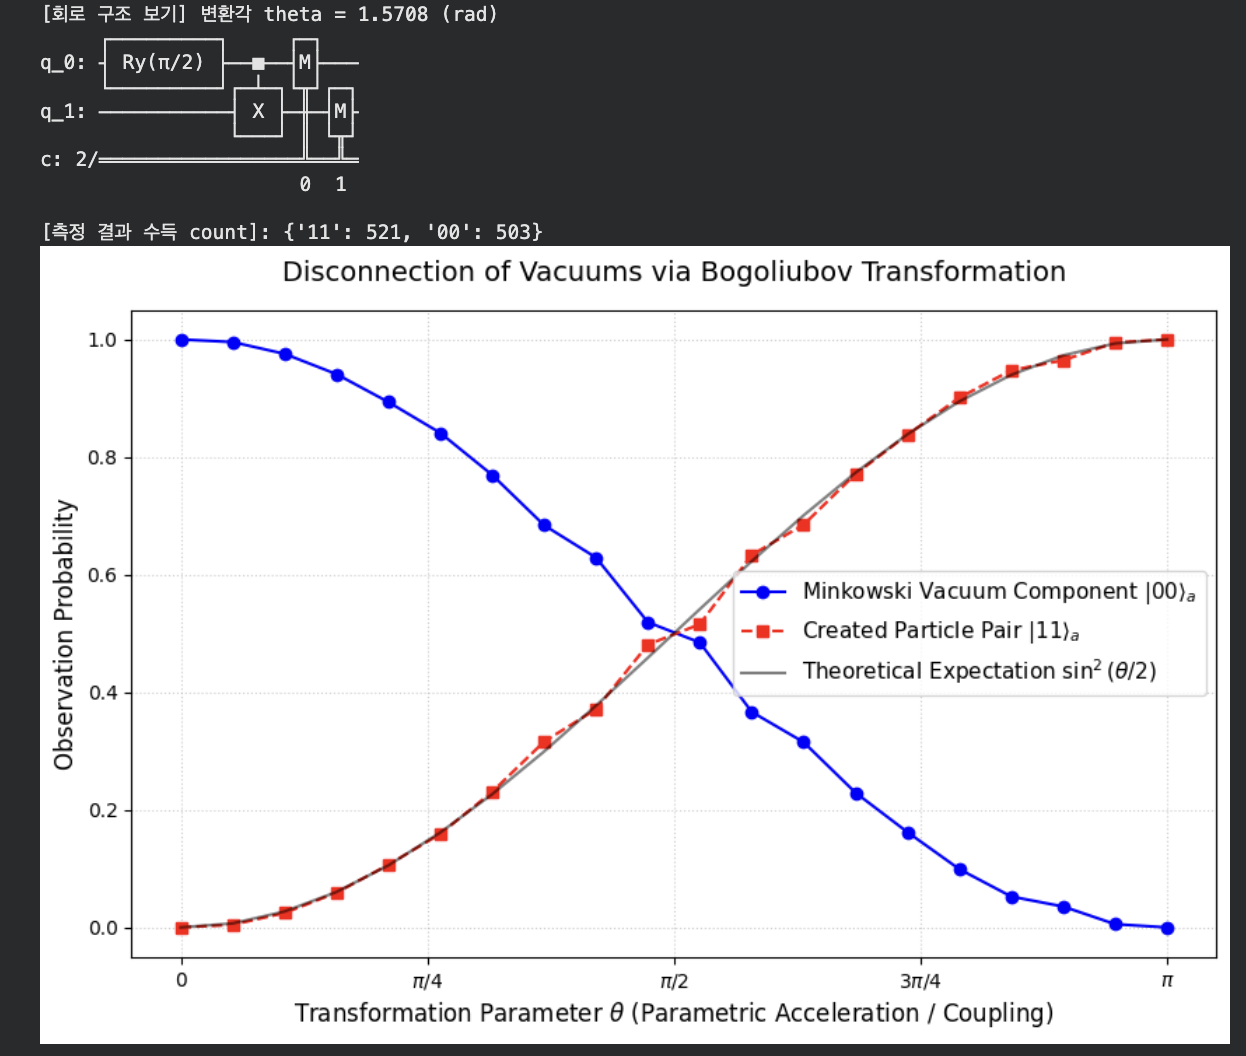 [회로 구조 보기] 변환각 theta = 1.5708 (rad)
q_0: Ry(π/2) ■ M
q_1: X M
c: 2/
0 1
[측정 결과 수득 count]: {'11': 521, '00': 503}
Disconnection of Vacuums via Bogoliubov Transformation
1.0
0.8
0.6
0.4
0.2
0.0
Observation Probability
Minkowski Vacuum Component |00⟩ₐ
Created Particle Pair |11⟩ₐ
Theoretical Expectation sin² (θ/2)
0 π/4 π/2 3π/4 π
Transformation Parameter θ (Parametric Acceleration / Coupling)